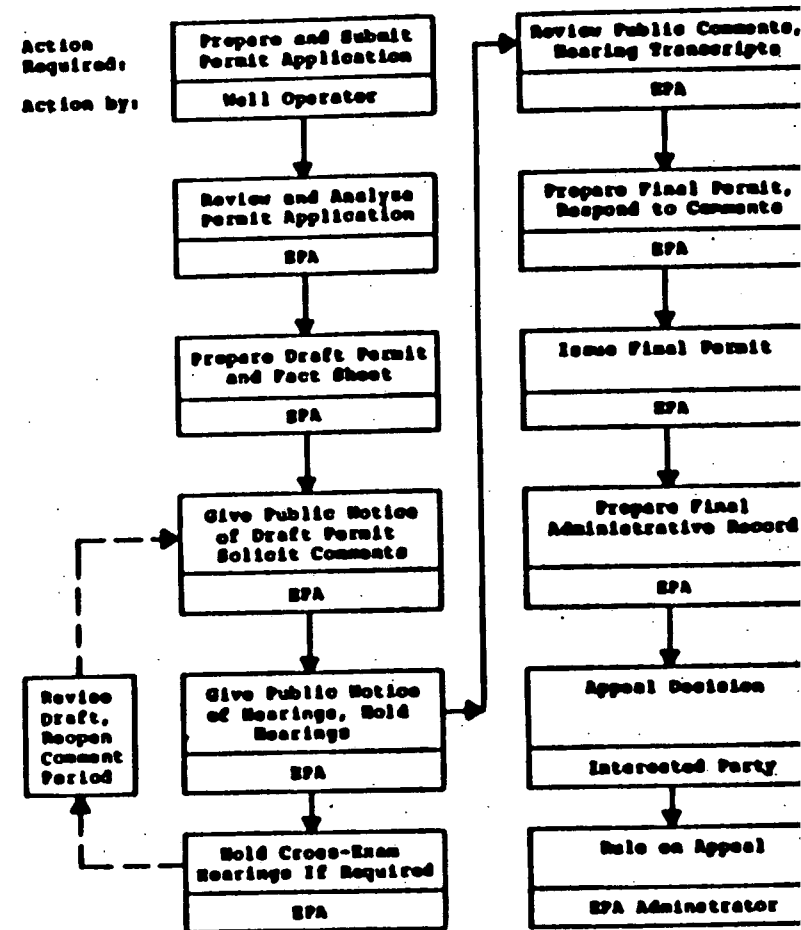 Action
Required:
Action by:
Prepare and Submit
Permit Application
Well Operator
Review and Analyze
Permit Application
EPA
Prepare Draft Permit
and Fact Sheet
EPA
Give Public Notice
of Draft Permit
Solicit Comments
EPA
Give Public Notice
of Hearings, Hold
Hearings
EPA
Revise
Draft,
Reopen
Comment
Period
Hold Cross-Exam
Hearings If Required
EPA
Review Public Comments,
Hearing Transcripts
EPA
Prepare Final Permit,
Respond to Comments
EPA
Issue Final Permit
EPA
Prepare Final
Administrative Record
EPA
Appeal Decision
Interested Party
Rule on Appeal
EPA Adminstrator